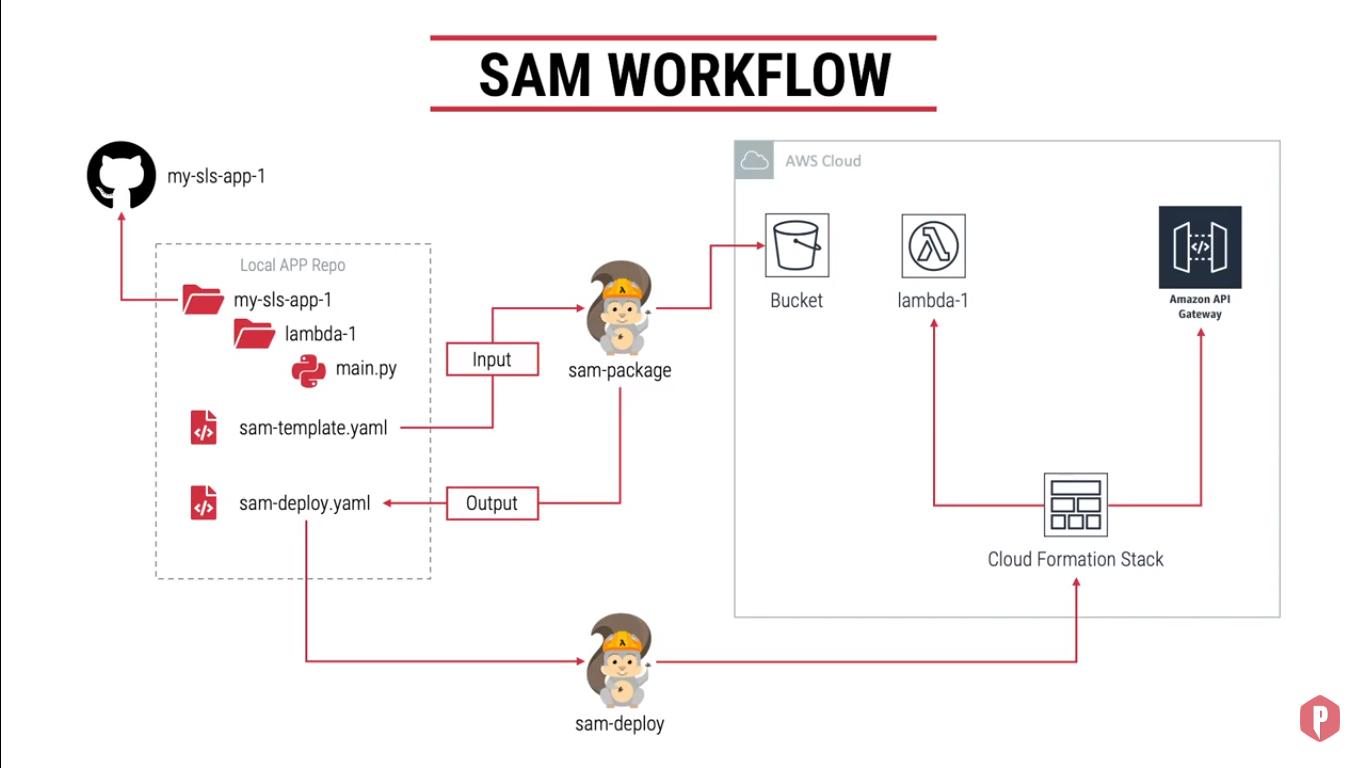 SAM WORKFLOW
my-sls-app-1
AWS Cloud
Local APP Repo
my-sls-app-1
lambda-1
main.py
sam-template.yaml
sam-deploy.yaml
Input
Output
sam-package
sam-deploy
Bucket
lambda-1
Amazon API
Gateway
Cloud Formation Stack
P